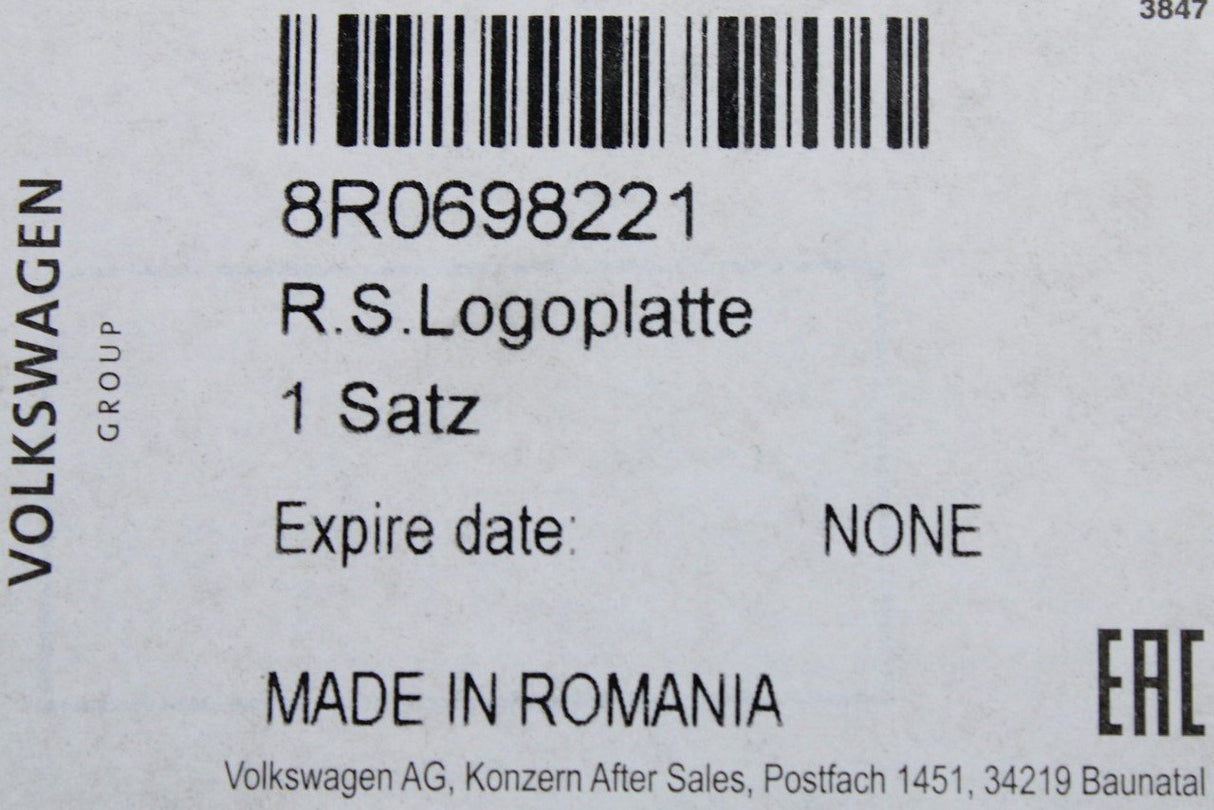 3847
8R0698221
R.S.Logoplatte
1 Satz
Expire date: NONE
MADE IN ROMANIA
EAC
Volkswagen AG, Konzern After Sales, Postfach 1451, 34219 Baunatal
VOLKSWAGEN
GROUP